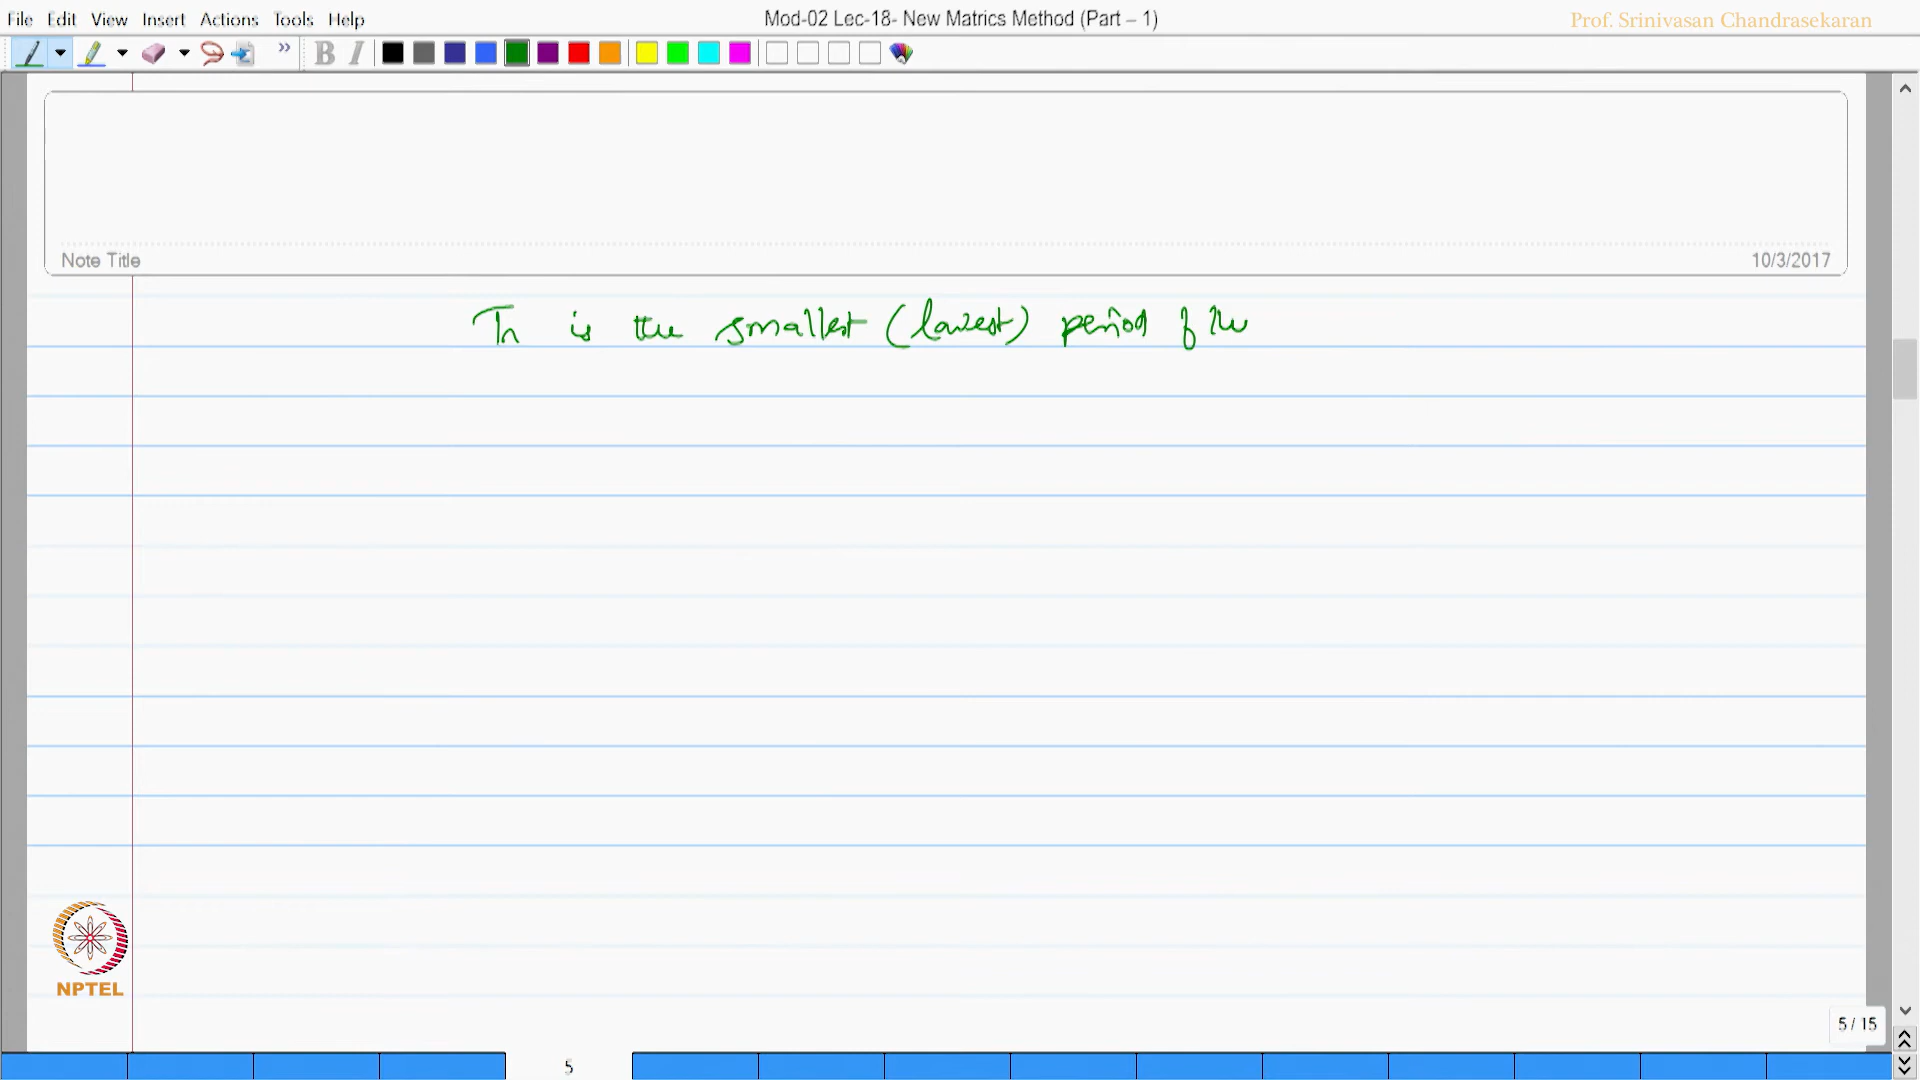 File Edit View Insert Actions Tools Help
Mod-02 Lec-18- New Matrics Method (Part – 1)
Prof. Srinivasan Chandrasekaran
B I
Note Title
10/3/2017
Tn is the smallest (lowest) period of the
NPTEL
5 / 15
5